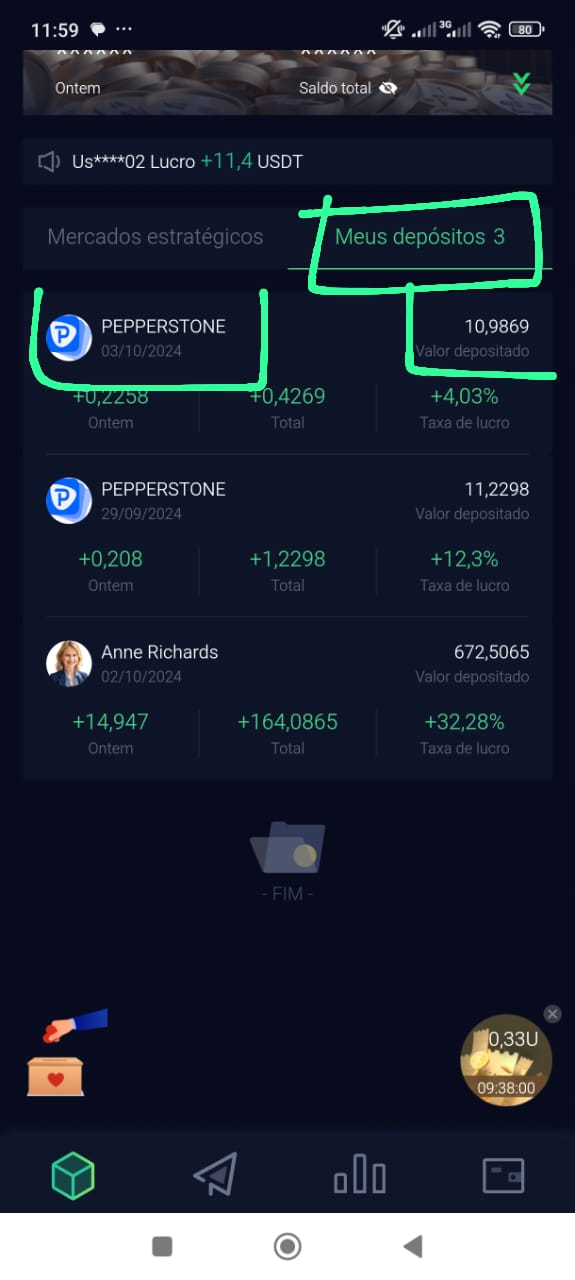 11:59 ... 3G 80
Ontem Saldo total
Us****02 Lucro +11,4 USDT
Mercados estratégicos Meus depósitos 3
PEPPERSTONE 10,9869
03/10/2024 Valor depositado
+0,2258 +0,4269 +4,03%
Ontem Total Taxa de lucro
PEPPERSTONE 11,2298
29/09/2024 Valor depositado
+0,208 +1,2298 +12,3%
Ontem Total Taxa de lucro
Anne Richards 672,5065
02/10/2024 Valor depositado
+14,947 +164,0865 +32,28%
Ontem Total Taxa de lucro
- FIM -
0,33U
09:38:00